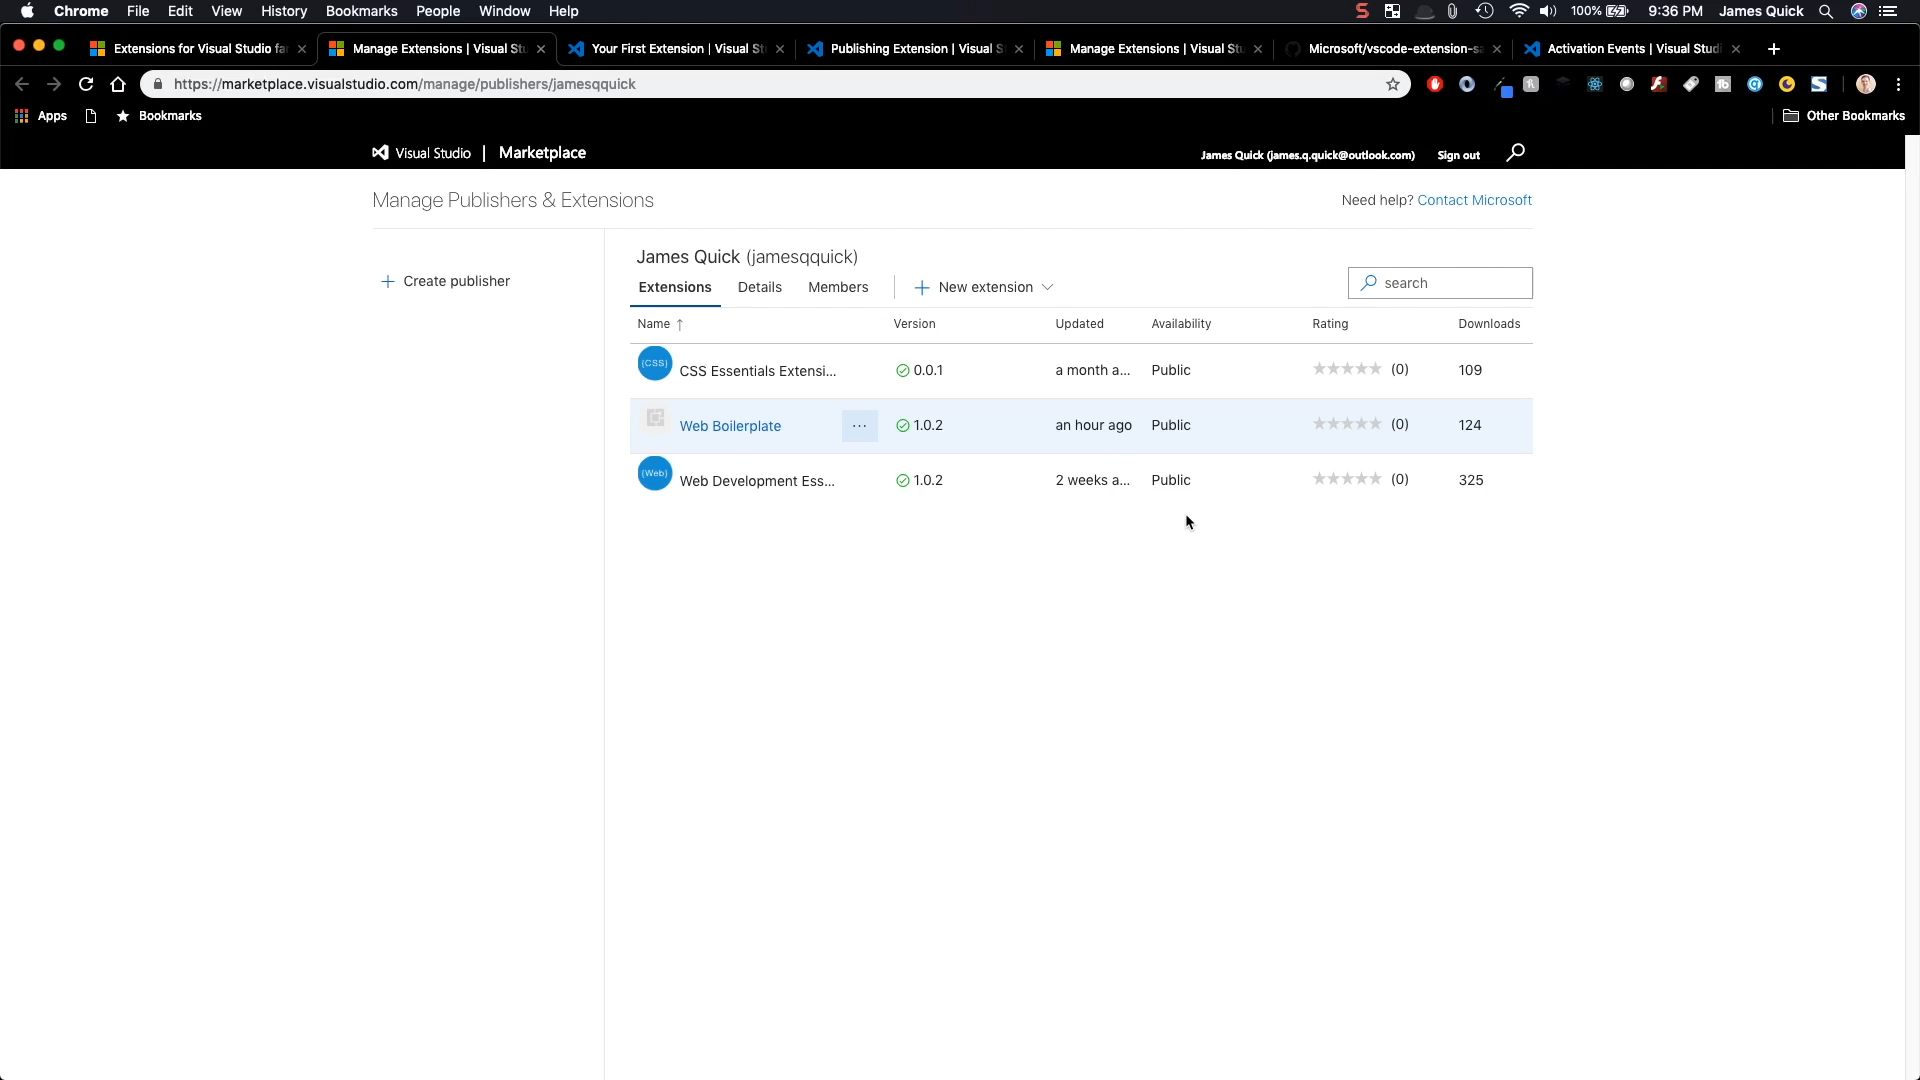 Chrome File Edit View History Bookmarks People Window Help 100% 9:36 PM James Quick
Extensions for Visual Studio fa Manage Extensions | Visual Stu Your First Extension | Visual St Publishing Extension | Visual S Manage Extensions | Visual Stu Microsoft/vscode-extension-sa Activation Events | Visual Studi
https://marketplace.visualstudio.com/manage/publishers/jamesqquick
Apps Bookmarks Other Bookmarks
Visual Studio | Marketplace James Quick (james.q.quick@outlook.com) Sign out
Manage Publishers & Extensions Need help? Contact Microsoft
James Quick (jamesqquick)
Create publisher
Extensions Details Members New extension search
Name ↑ Version Updated Availability Rating Downloads
(CSS) CSS Essentials Extensi... 0.0.1 a month a... Public (0) 109
Web Boilerplate ... 1.0.2 an hour ago Public (0) 124
(Web) Web Development Ess... 1.0.2 2 weeks a... Public (0) 325